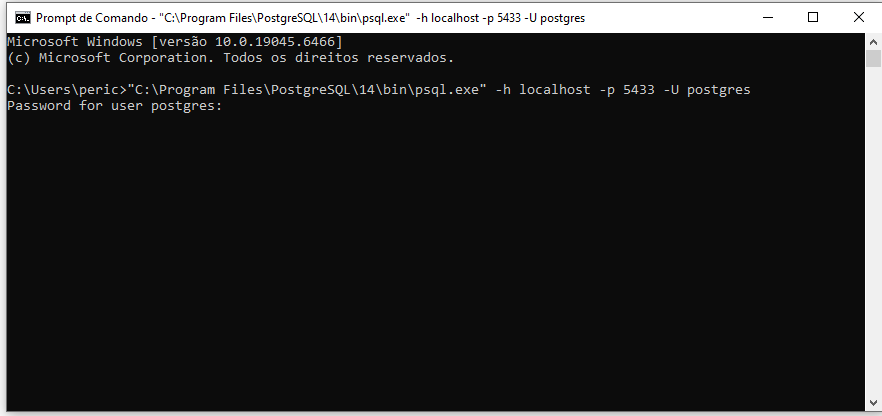 Prompt de Comando - "C:\Program Files\PostgreSQL\14\bin\psql.exe" -h localhost -p 5433 -U postgres
Microsoft Windows [versão 10.0.19045.6466]
(c) Microsoft Corporation. Todos os direitos reservados.
C:\Users\peric>"C:\Program Files\PostgreSQL\14\bin\psql.exe" -h localhost -p 5433 -U postgres
Password for user postgres: